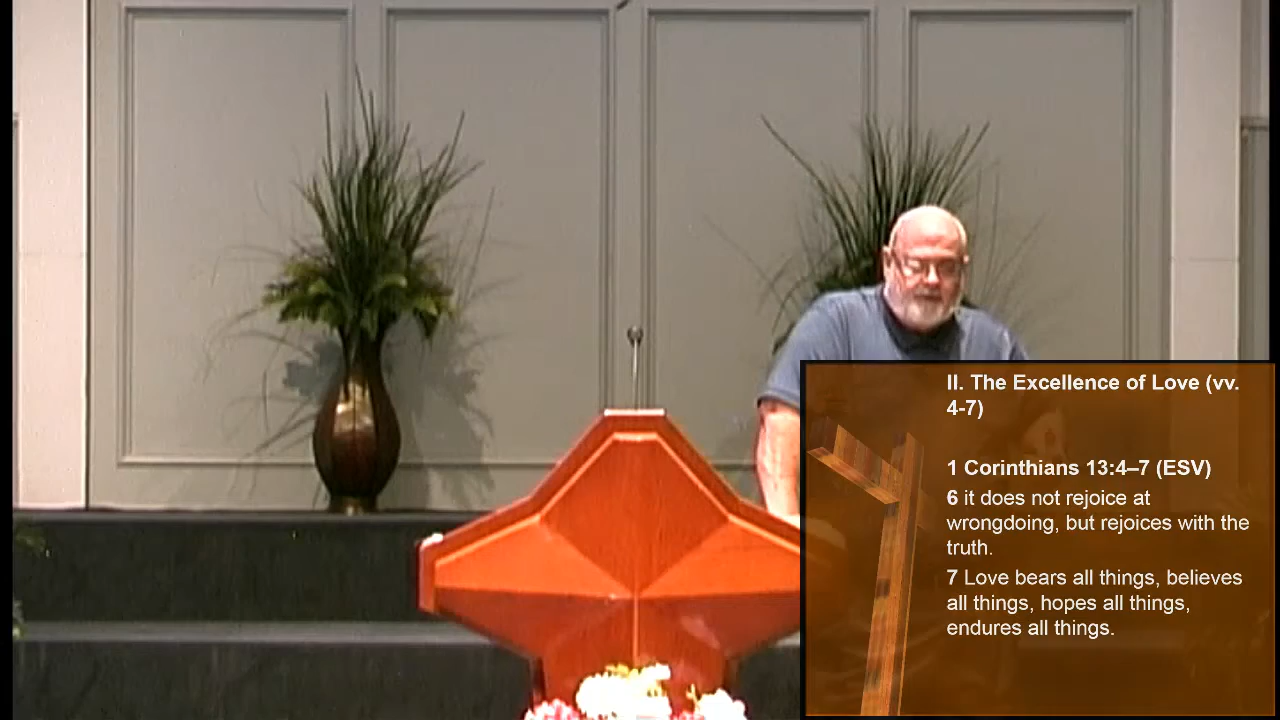 II. The Excellence of Love (vv.
4-7)
1 Corinthians 13:4–7 (ESV)
6 it does not rejoice at
wrongdoing, but rejoices with the
truth.
7 Love bears all things, believes
all things, hopes all things,
endures all things.